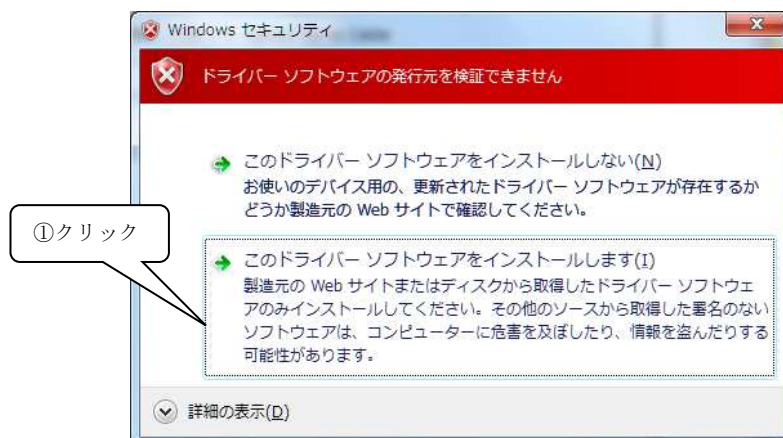 Windows セキュリティ
ドライバー ソフトウェアの発行元を検証できません
このドライバー ソフトウェアをインストールしない(N)
お使いのデバイス用の、更新されたドライバー ソフトウェアが存在するか
どうか製造元の Web サイトで確認してください。
①クリック
このドライバー ソフトウェアをインストールします(I)
製造元の Web サイトまたはディスクから取得したドライバー ソフトウェ
アのみインストールしてください。その他のソースから取得した署名のない
ソフトウェアは、コンピューターに危害を及ぼしたり、情報を盗んだりする
可能性があります。
詳細の表示(D)